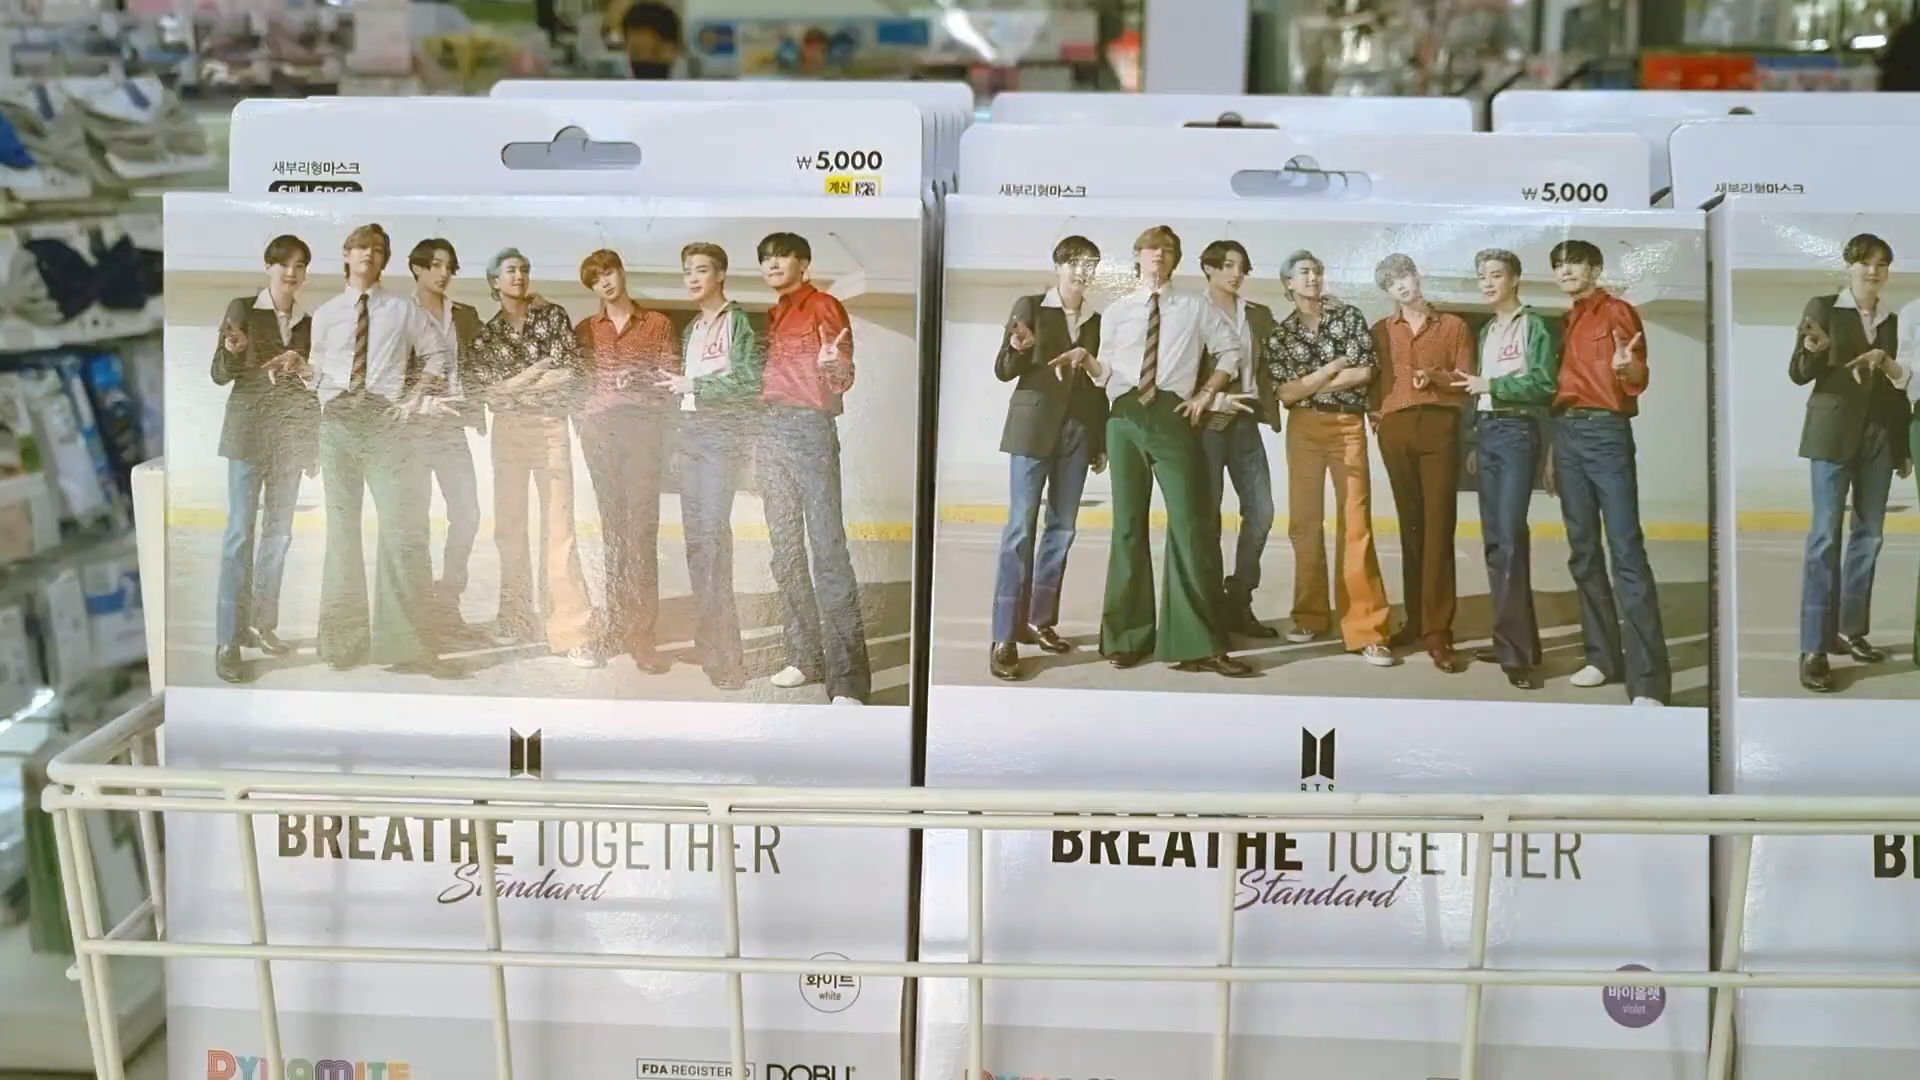 새부리형마스크
₩5,000
계산
BREATHE TOGETHER
Standard
화이트
white
DYNAMITE
FDA REGISTERED
DOBU®
새부리형마스크
₩5,000
BTS
BREATHE TOGETHER
Standard
바이올렛
violet
새부리형마스크